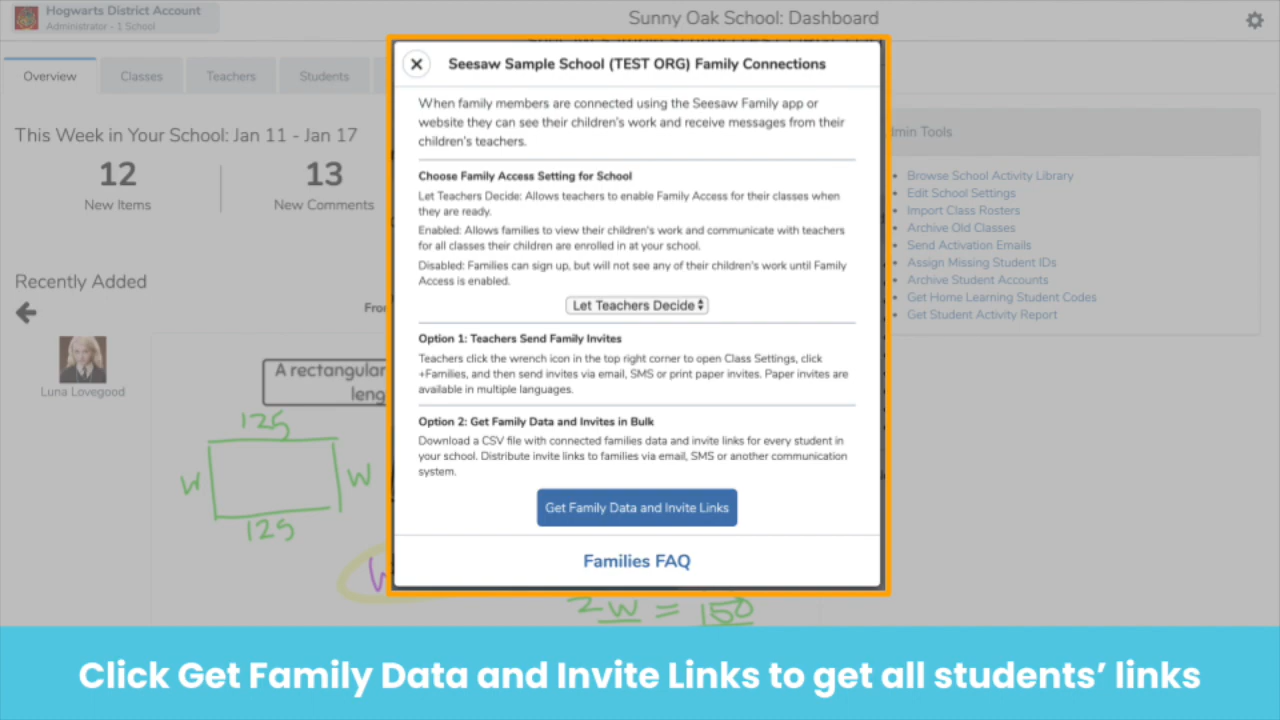 Hogwarts District Account
Administrator - 1 School
Sunny Oak School: Dashboard
Overview
Classes
Teachers
Students
This Week in Your School: Jan 11 - Jan 17
12
13
New Items
New Comments
Recently Added
Luna Lovegood
A rectangular
125
W
W
125
2w = 150
Seesaw Sample School (TEST ORG) Family Connections
When family members are connected using the Seesaw Family app or
website they can see their children's work and receive messages from their
children's teachers.
Choose Family Access Setting for School
Let Teachers Decide: Allows teachers to enable Family Access for their classes when
they are ready.
Enabled: Allows families to view their children's work and communicate with teachers
for all classes their children are enrolled in at your school.
Disabled: Families can sign up, but will not see any of their children's work until Family
Access is enabled.
Let Teachers Decide
Option 1: Teachers Send Family Invites
Teachers click the wrench icon in the top right corner to open Class Settings, click
+Families, and then send invites via email, SMS or print paper invites. Paper invites are
available in multiple languages.
Option 2: Get Family Data and Invites in Bulk
Download a CSV file with connected families data and invite links for every student in
your school. Distribute invite links to families via email, SMS or another communication
system.
Get Family Data and Invite Links
Families FAQ
Tools
Browse School Activity Library
Edit School Settings
Import Class Rosters
Archive Old Classes
Send Activation Emails
Assign Missing Student IDs
Archive Student Accounts
Get Home Learning Student Codes
Get Student Activity Report
Click Get Family Data and Invite Links to get all students' links